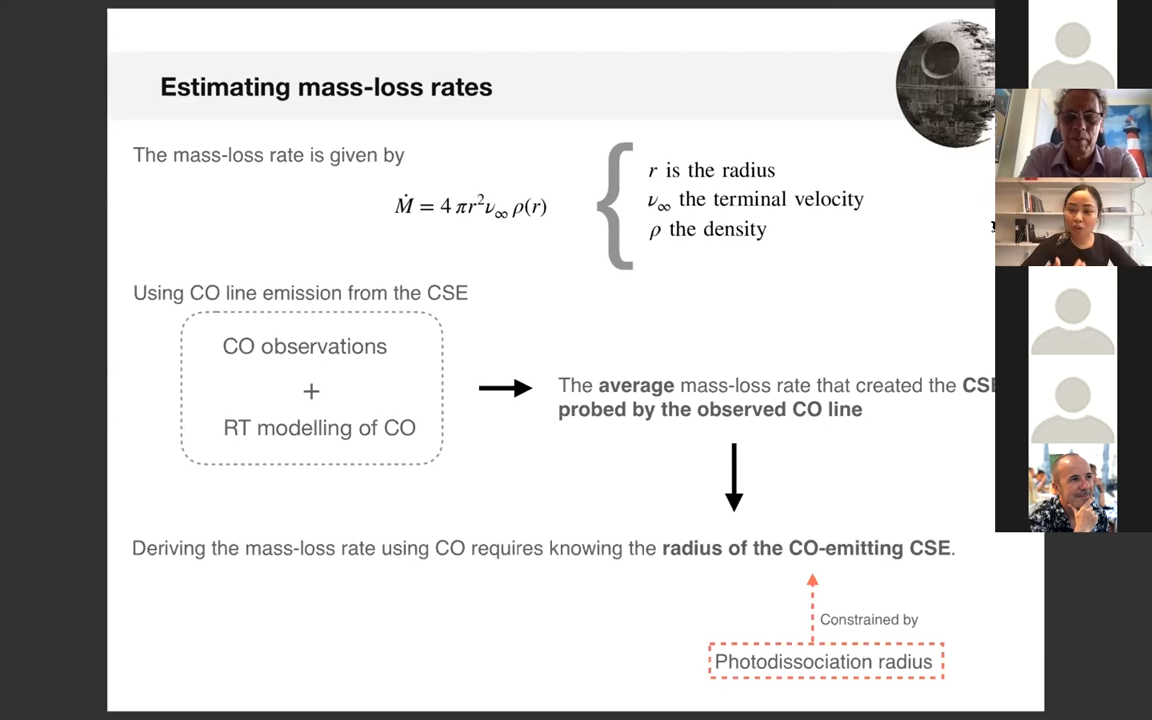 Estimating mass-loss rates
The mass-loss rate is given by
Ṁ = 4 πr²ν∞ ρ(r)
r is the radius
ν∞ the terminal velocity
ρ the density
Using CO line emission from the CSE
CO observations
+
RT modelling of CO
The average mass-loss rate that created the CSE
probed by the observed CO line
Deriving the mass-loss rate using CO requires knowing the radius of the CO-emitting CSE.
Constrained by
Photodissociation radius